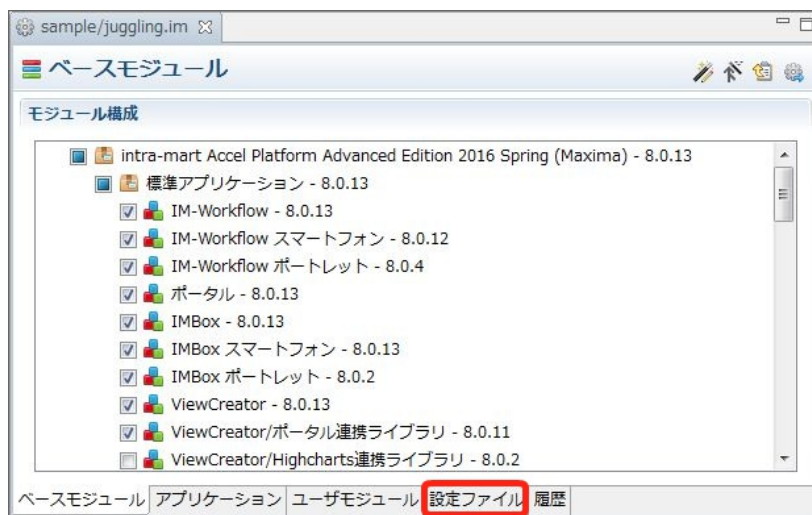 sample/juggling.im
ベースモジュール
モジュール構成
intra-mart Accel Platform Advanced Edition 2016 Spring (Maxima) - 8.0.13
標準アプリケーション - 8.0.13
IM-Workflow - 8.0.13
IM-Workflow スマートフォン - 8.0.12
IM-Workflow ポートレット - 8.0.4
ポータル - 8.0.13
IMBox - 8.0.13
IMBox スマートフォン - 8.0.13
IMBox ポートレット - 8.0.2
ViewCreator - 8.0.13
ViewCreator/ポータル連携ライブラリ - 8.0.11
ViewCreator/Highcharts連携ライブラリ - 8.0.2
ベースモジュール アプリケーション ユーザモジュール 設定ファイル 履歴